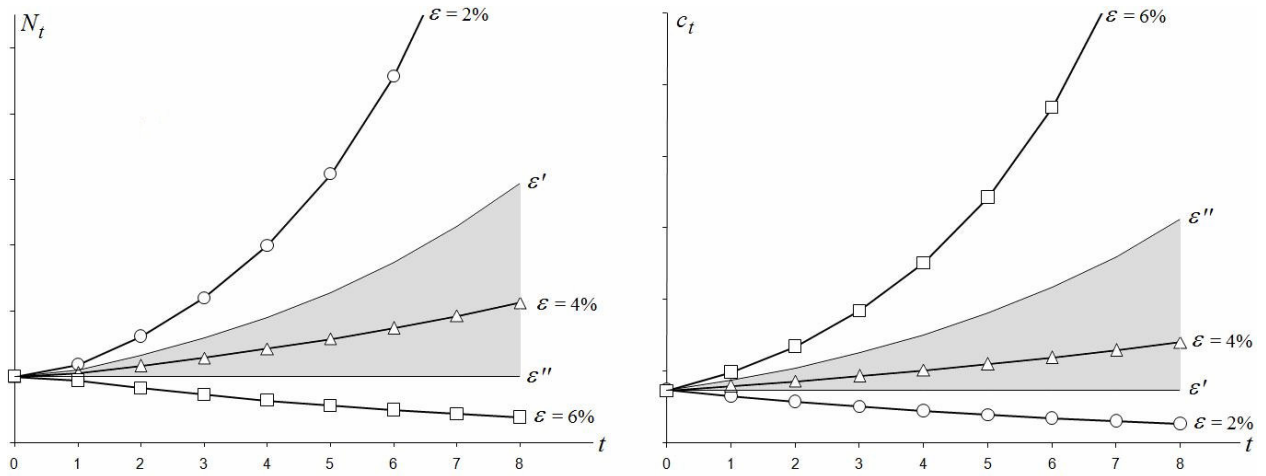 N_t
ε = 2%
ε'
ε = 4%
ε''
ε = 6%
t
0 1 2 3 4 5 6 7 8
c_t
ε = 6%
ε''
ε = 4%
ε'
ε = 2%
t
0 1 2 3 4 5 6 7 8